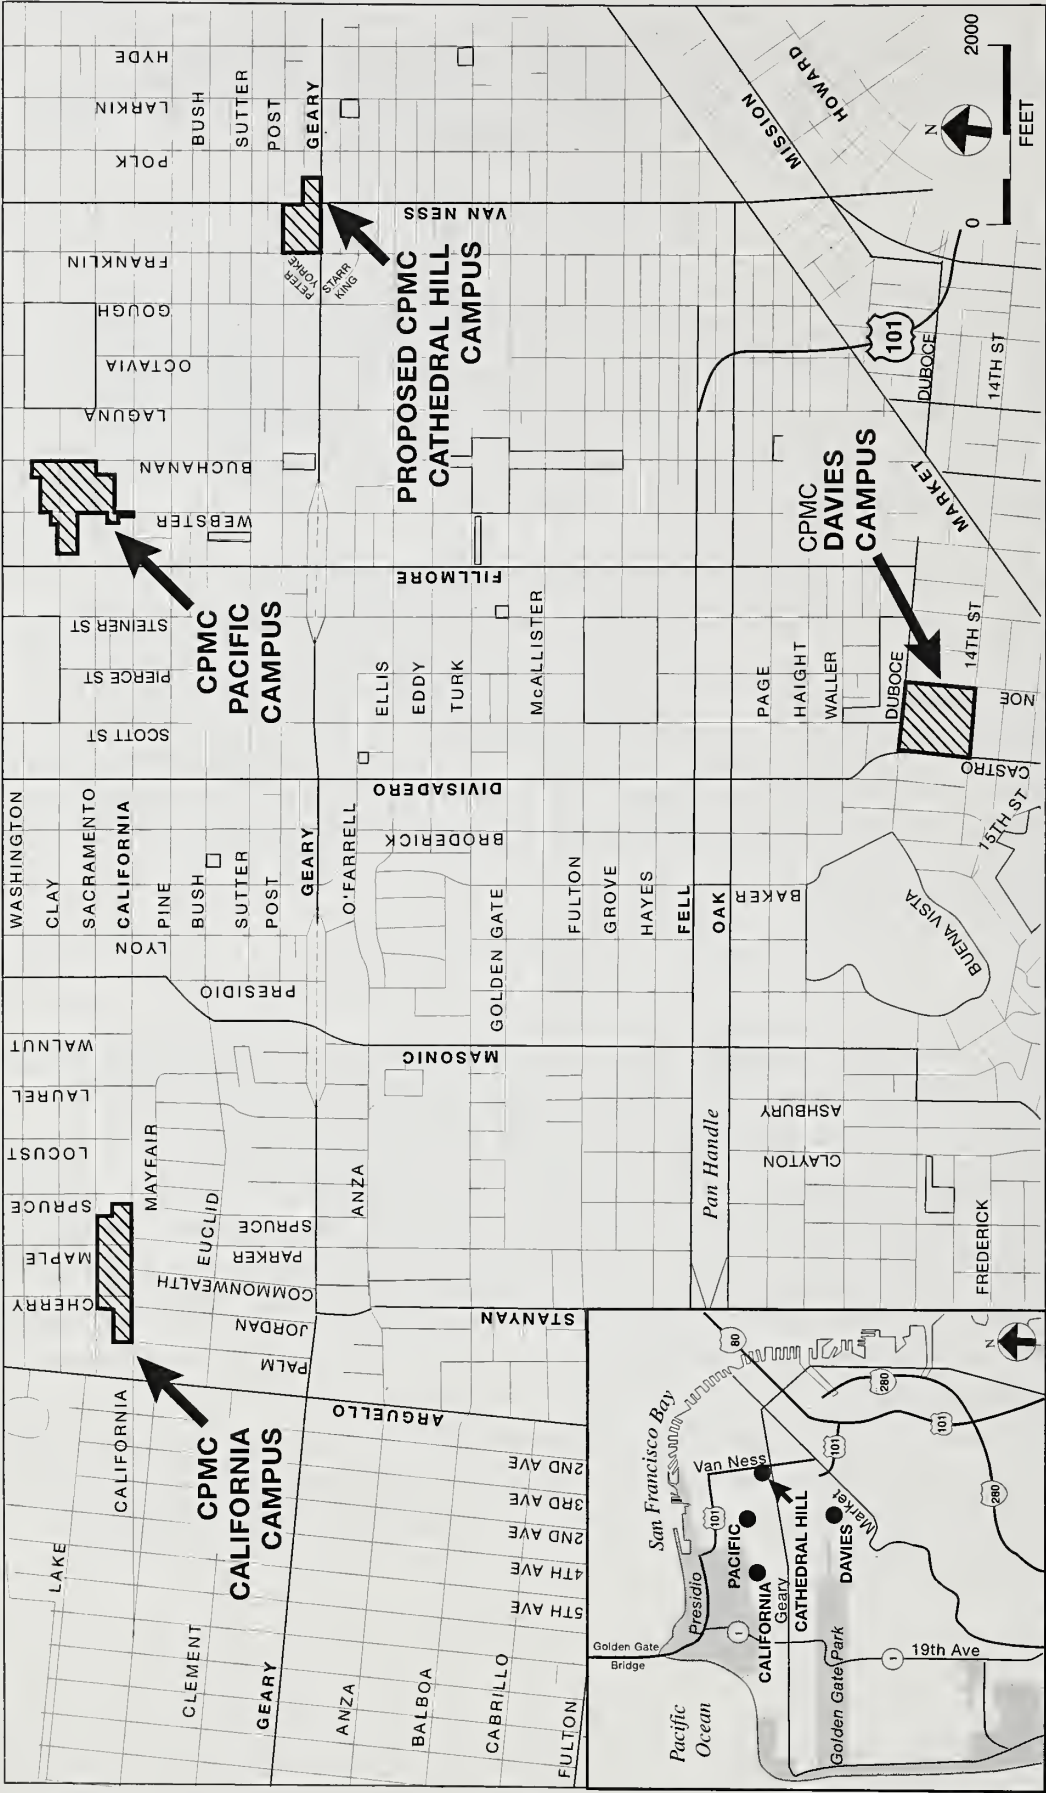 WASHINGTON
CLAY
SACRAMENTO
CALIFORNIA
PINE
BUSH
SUTTER
POST
GEARY
O'FARRELL
LAKE
CALIFORNIA
CLEMENT
GEARY
ANZA
BALBOA
CABRILLO
FULTON
5TH AVE
4TH AVE
2ND AVE
3RD AVE
2ND AVE
ARGUELLO
CPMC
CALIFORNIA
CAMPUS
PALM
JORDAN
COMMONWEALTH
PARKER
SPRUCE
STANYAN
CHERRY
MAPLE
SPRUCE
LOCUST
LAUREL
WALNUT
MAYFAIR
EUCLID
ANZA
PRESIDIO
MASONIC
LYON
GOLDEN GATE
FULTON
GROVE
HAYES
FELL
OAK
BAKER
BRODERICK
DIVISADERO
Pan Handle
ASHBURY
CLAYTON
FREDERICK
BUENA VISTA
15TH ST
CASTRO
NOE
SCOTT ST
PIERCE ST
STEINER ST
CPMC
PACIFIC
CAMPUS
FILLMORE
WEBSTER
BUCHANAN
LAGUNA
OCTAVIA
GOUGH
FRANKLIN
ELLIS
EDDY
TURK
McALLISTER
PAGE
HAIGHT
WALLER
DUBOCE
14TH ST
CPMC
DAVIES
CAMPUS
PROPOSED CPMC
CATHEDRAL HILL
CAMPUS
PETER
YORKE
STARR
KING
VAN NESS
POLK
LARKIN
HYDE
BUSH
SUTTER
POST
GEARY
MARKET
MISSION
HOWARD
101
DUBOCE
14TH ST
N
0
2000
FEET
San Francisco Bay
Golden Gate
Bridge
Presidio
Pacific
Ocean
Van Ness
101
80
280
101
101
280
1
1
19th Ave
PACIFIC
CALIFORNIA
Geary
CATHEDRAL HILL
DAVIES
Market
Golden Gate Park
N